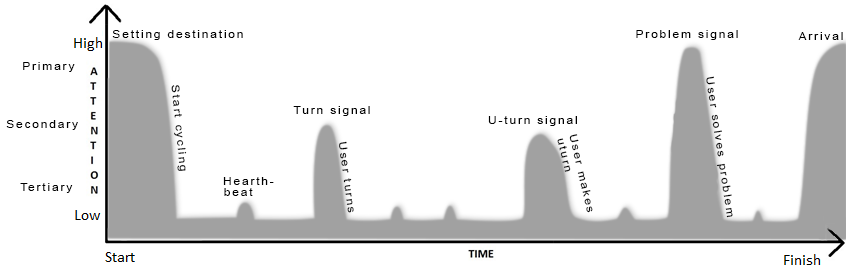 Setting destination
Problem signal
Arrival
High
Primary
ATTENTION
Start cycling
Turn signal
User turns
Secondary
U-turn signal
User makes
uturn
User solves problem
Hearth-
beat
Tertiary
Low
Start
TIME
Finish